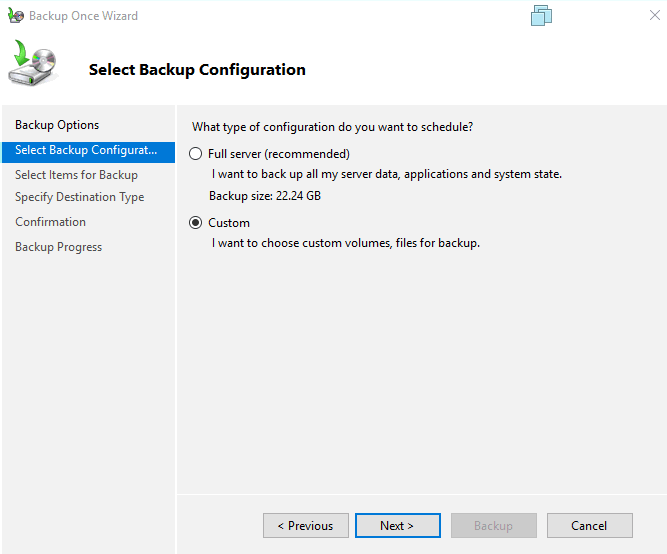 Backup Once Wizard
Select Backup Configuration
Backup Options
Select Backup Configurat...
Select Items for Backup
Specify Destination Type
Confirmation
Backup Progress
What type of configuration do you want to schedule?
Full server (recommended)
I want to back up all my server data, applications and system state.
Backup size: 22.24 GB
Custom
I want to choose custom volumes, files for backup.
< Previous
Next >
Backup
Cancel